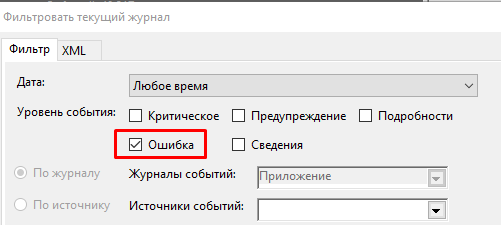 Фильтровать текущий журнал
Фильтр XML
Дата: Любое время
Уровень события: Критическое Предупреждение Подробности
Ошибка Сведения
По журналу Журналы событий: Приложение
По источнику Источники событий: